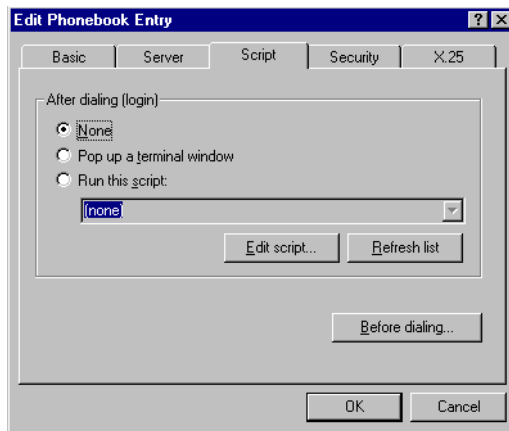 Edit Phonebook Entry
Basic Server Script Security X.25
After dialing (login)
None
Pop up a terminal window
Run this script:
(none)
Edit script... Refresh list
Before dialing...
OK Cancel